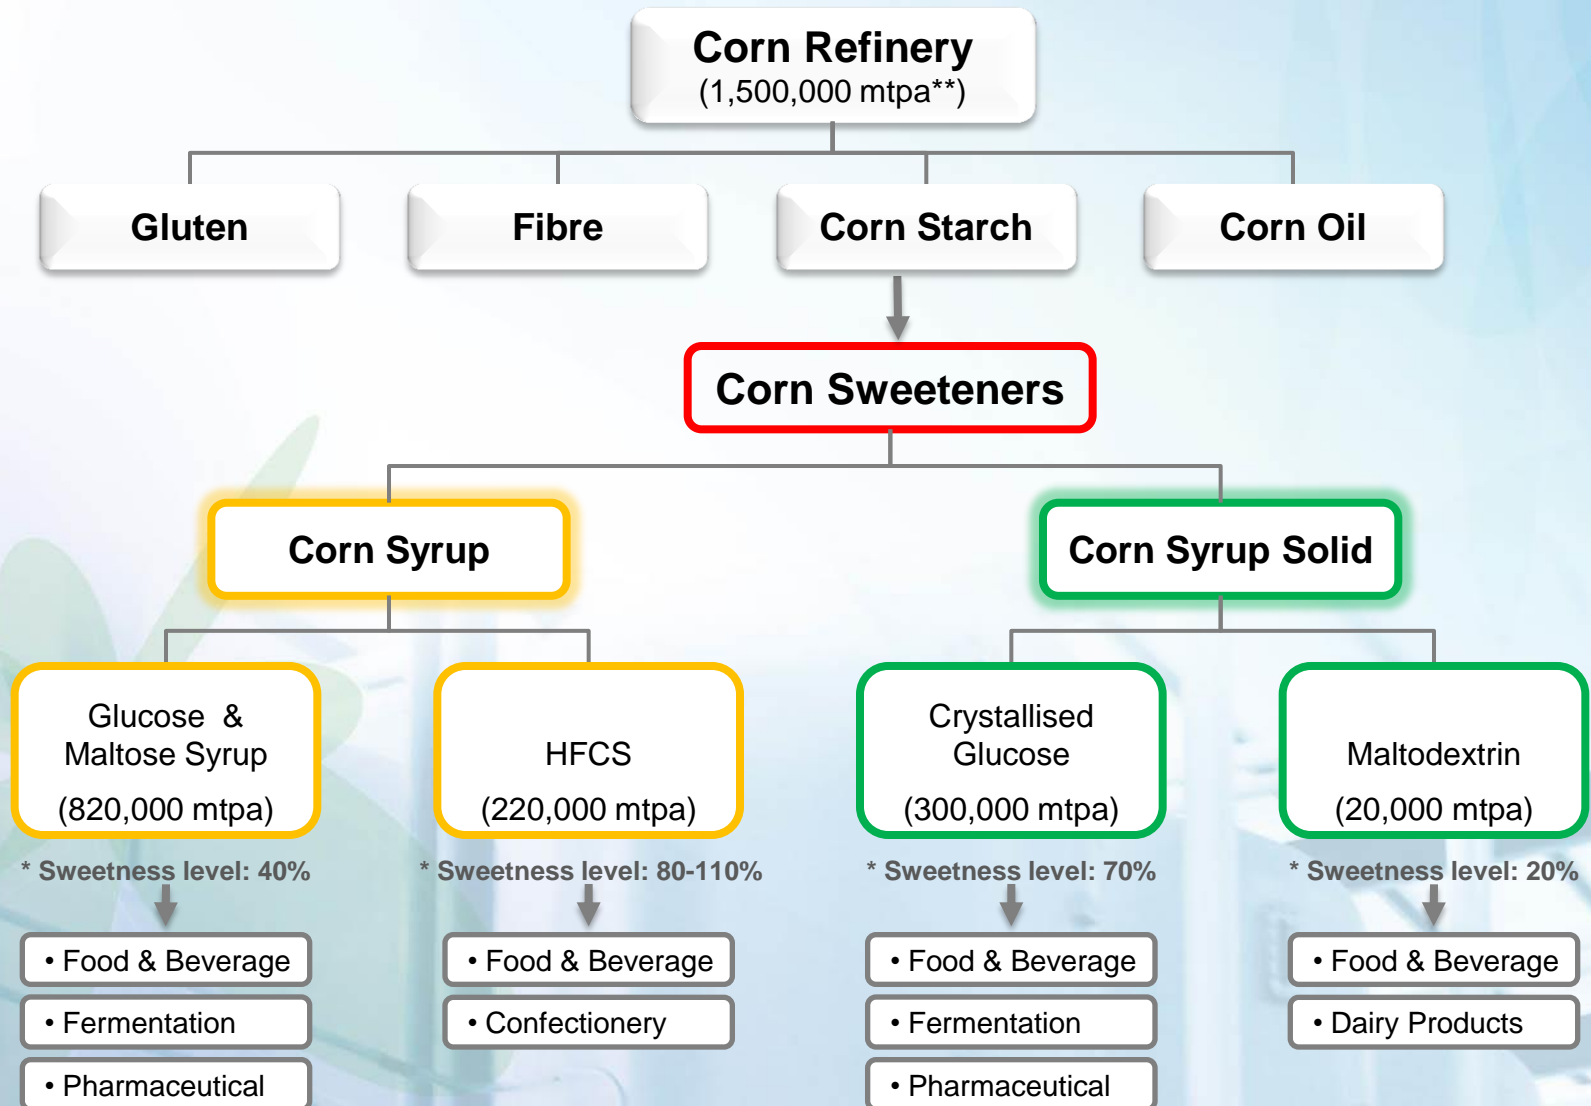 Corn Refinery
(1,500,000 mtpa**)
Gluten
Fibre
Corn Starch
Corn Oil
Corn Sweeteners
Corn Syrup
Corn Syrup Solid
Glucose &
Maltose Syrup
(820,000 mtpa)
HFCS
(220,000 mtpa)
Crystallised
Glucose
(300,000 mtpa)
Maltodextrin
(20,000 mtpa)
* Sweetness level: 40%
* Sweetness level: 80-110%
* Sweetness level: 70%
* Sweetness level: 20%
• Food & Beverage
• Fermentation
• Pharmaceutical
• Food & Beverage
• Confectionery
• Food & Beverage
• Fermentation
• Pharmaceutical
• Food & Beverage
• Dairy Products